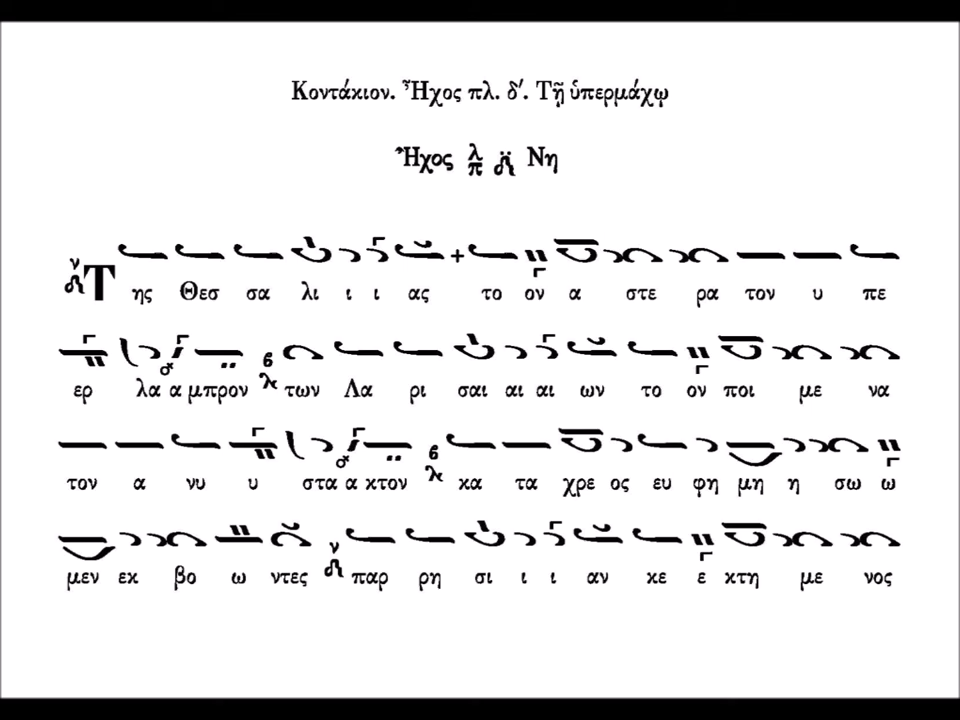 Κοντάκιον. Ἦχος πλ. δ'. Τῇ ὑπερμάχῳ
Ἦχος λ π Νη
ν Της Θεσ σα λι ι ι ας το ον α στε ρα τον υ πε
ερ λα α μπρον των Λα ρι σαι αι αι ων το ον ποι με να
τον α νυ υ στα α κτον κα τα χρε ος ευ φη μη η σω ω
μεν εκ βο ω ντες ν παρ ρη σι ι ι αν κε ε κτη με νος